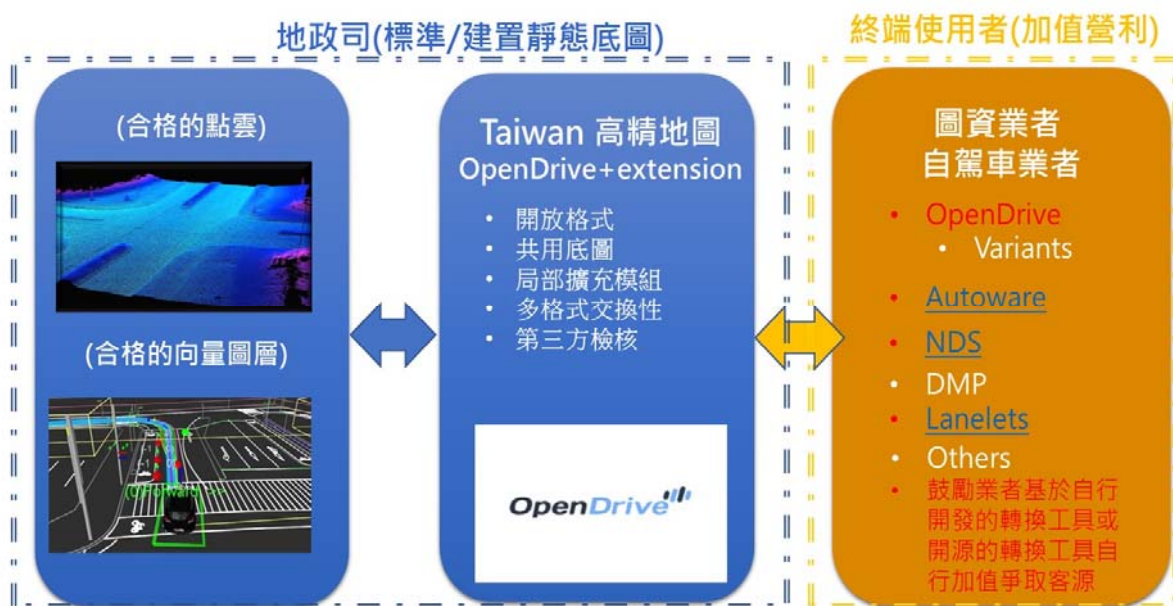 地政司(標準/建置靜態底圖)
終端使用者(加值營利)
(合格的點雲)
(合格的向量圖層)
(0)Forward
Taiwan 高精地圖
OpenDrive+extension
• 開放格式
• 共用底圖
• 局部擴充模組
• 多格式交換性
• 第三方檢核
OpenDrive
圖資業者
自駕車業者
• OpenDrive
• Variants
• Autoware
• NDS
• DMP
• Lanelets
• Others
• 鼓勵業者基於自行
開發的轉換工具或
開源的轉換工具自
行加值爭取客源